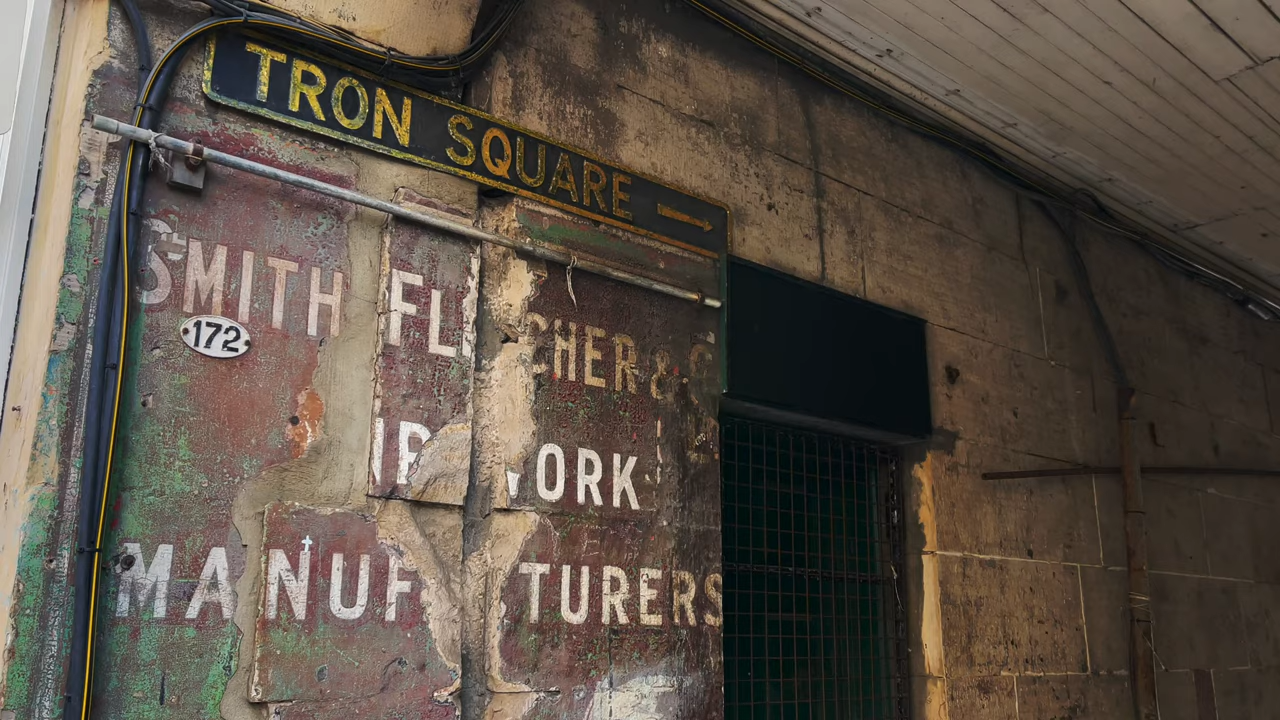 TRON SQUARE →
SMITH FL CHER &
172
ORK
MANUF TURERS